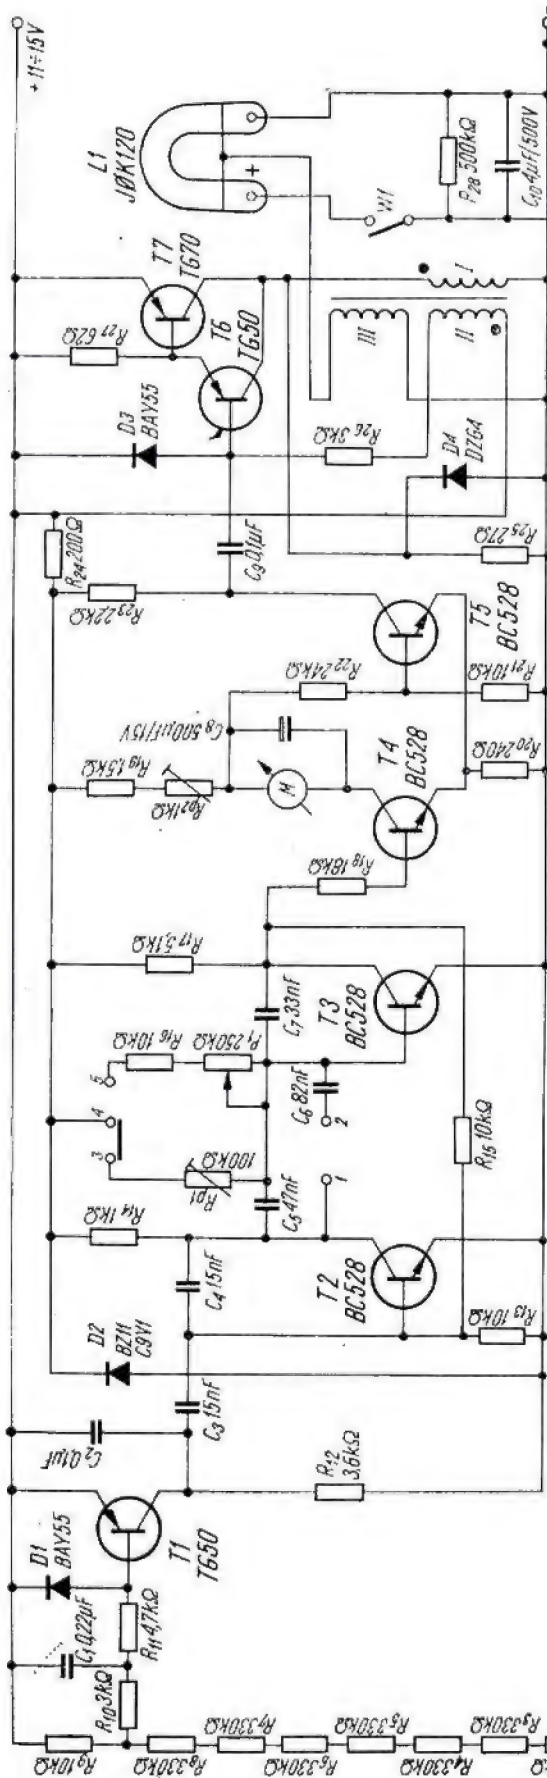 +11÷15V
L1
JØK120
T7
TG70
T6
TG50
R27 62Ω
D3
BAY55
W1
R28 500kΩ
C10 4µF/500V
I
II
III
R26 3kΩ
D4
DZG4
R25 27Ω
R24 200Ω
C9 0,1µF
R23 2,2kΩ
R22 24kΩ
T5
BC528
R21 10kΩ
C8 500µF/15V
R19 1,5kΩ
Rp2 1kΩ
M
T4
BC528
R20 240Ω
R18 18kΩ
R17 5,1kΩ
C7 33nF
T3
BC528
R16 10kΩ
P1 250kΩ
5
4
3
C6 82nF
2
1
R15 10kΩ
Rp1
100kΩ
C5 47nF
R14 1kΩ
C4 15nF
T2
BC528
R13 10kΩ
D2
BZ11
C9V1
C3 15nF
C2 0,1µF
R12
3,6kΩ
T1
TG50
D1
BAY55
C1 0,22µF
R11 4,7kΩ
R10 3kΩ
R9 10kΩ
R8 330kΩ
R7 330kΩ
R6 330kΩ
R5 330kΩ
R4 330kΩ
R3 330kΩ